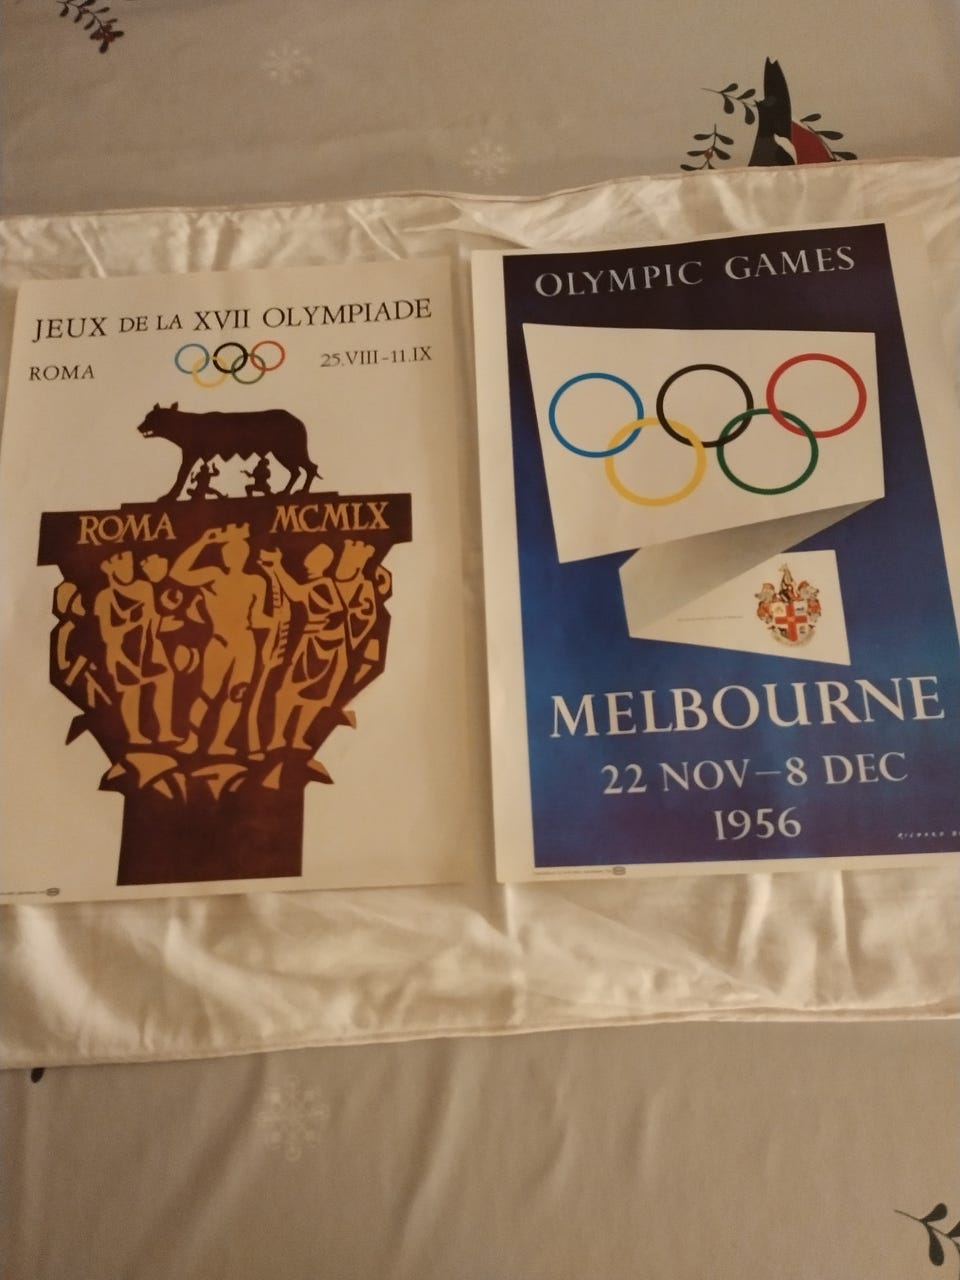 JEUX DE LA XVII OLYMPIADE
ROMA
25.VIII-11.IX
ROMA MCMLX
OLYMPIC GAMES
MELBOURNE
22 NOV–8 DEC
1956
RICHARD